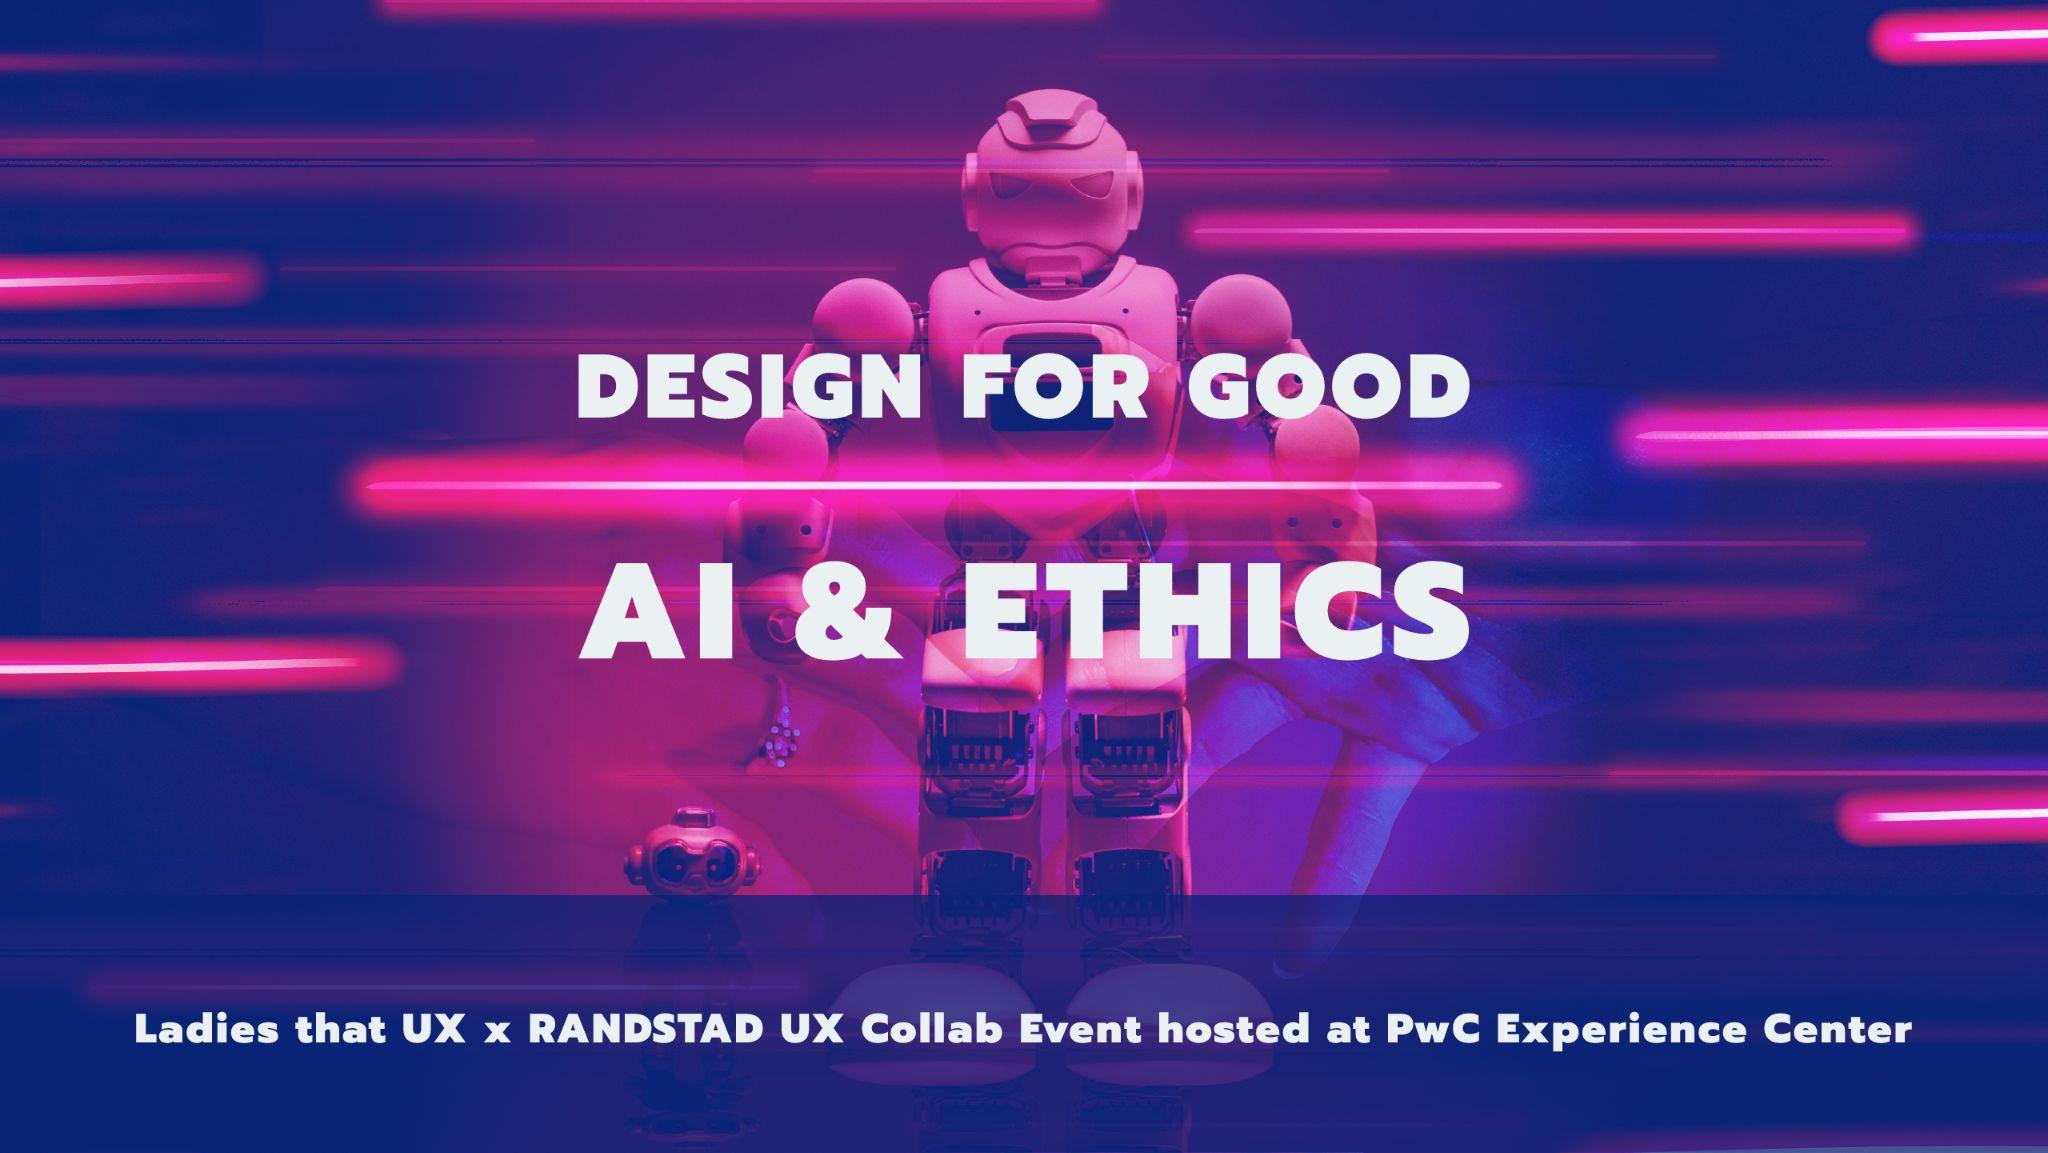 DESIGN FOR GOOD
AI & ETHICS
Ladies that UX x RANDSTAD UX Collab Event hosted at PwC Experience Center